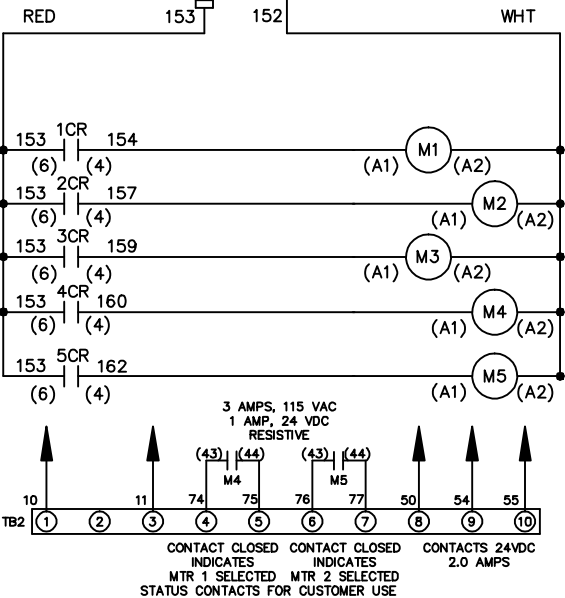 RED 153 152 WHT
1CR
153 154 M1
(6) (4) (A1) (A2)
2CR
153 157 M2
(6) (4) (A1) (A2)
3CR
153 159 M3
(6) (4) (A1) (A2)
4CR
153 160 M4
(6) (4) (A1) (A2)
5CR
153 162 M5
(6) (4) (A1) (A2)
3 AMPS, 115 VAC
1 AMP, 24 VDC
RESISTIVE
(43) (44) (43) (44)
M4 M5
10 11 74 75 76 77 50 54 55
TB2 1 2 3 4 5 6 7 8 9 10
CONTACT CLOSED CONTACT CLOSED CONTACTS 24VDC
INDICATES INDICATES 2.0 AMPS
MTR 1 SELECTED MTR 2 SELECTED
STATUS CONTACTS FOR CUSTOMER USE